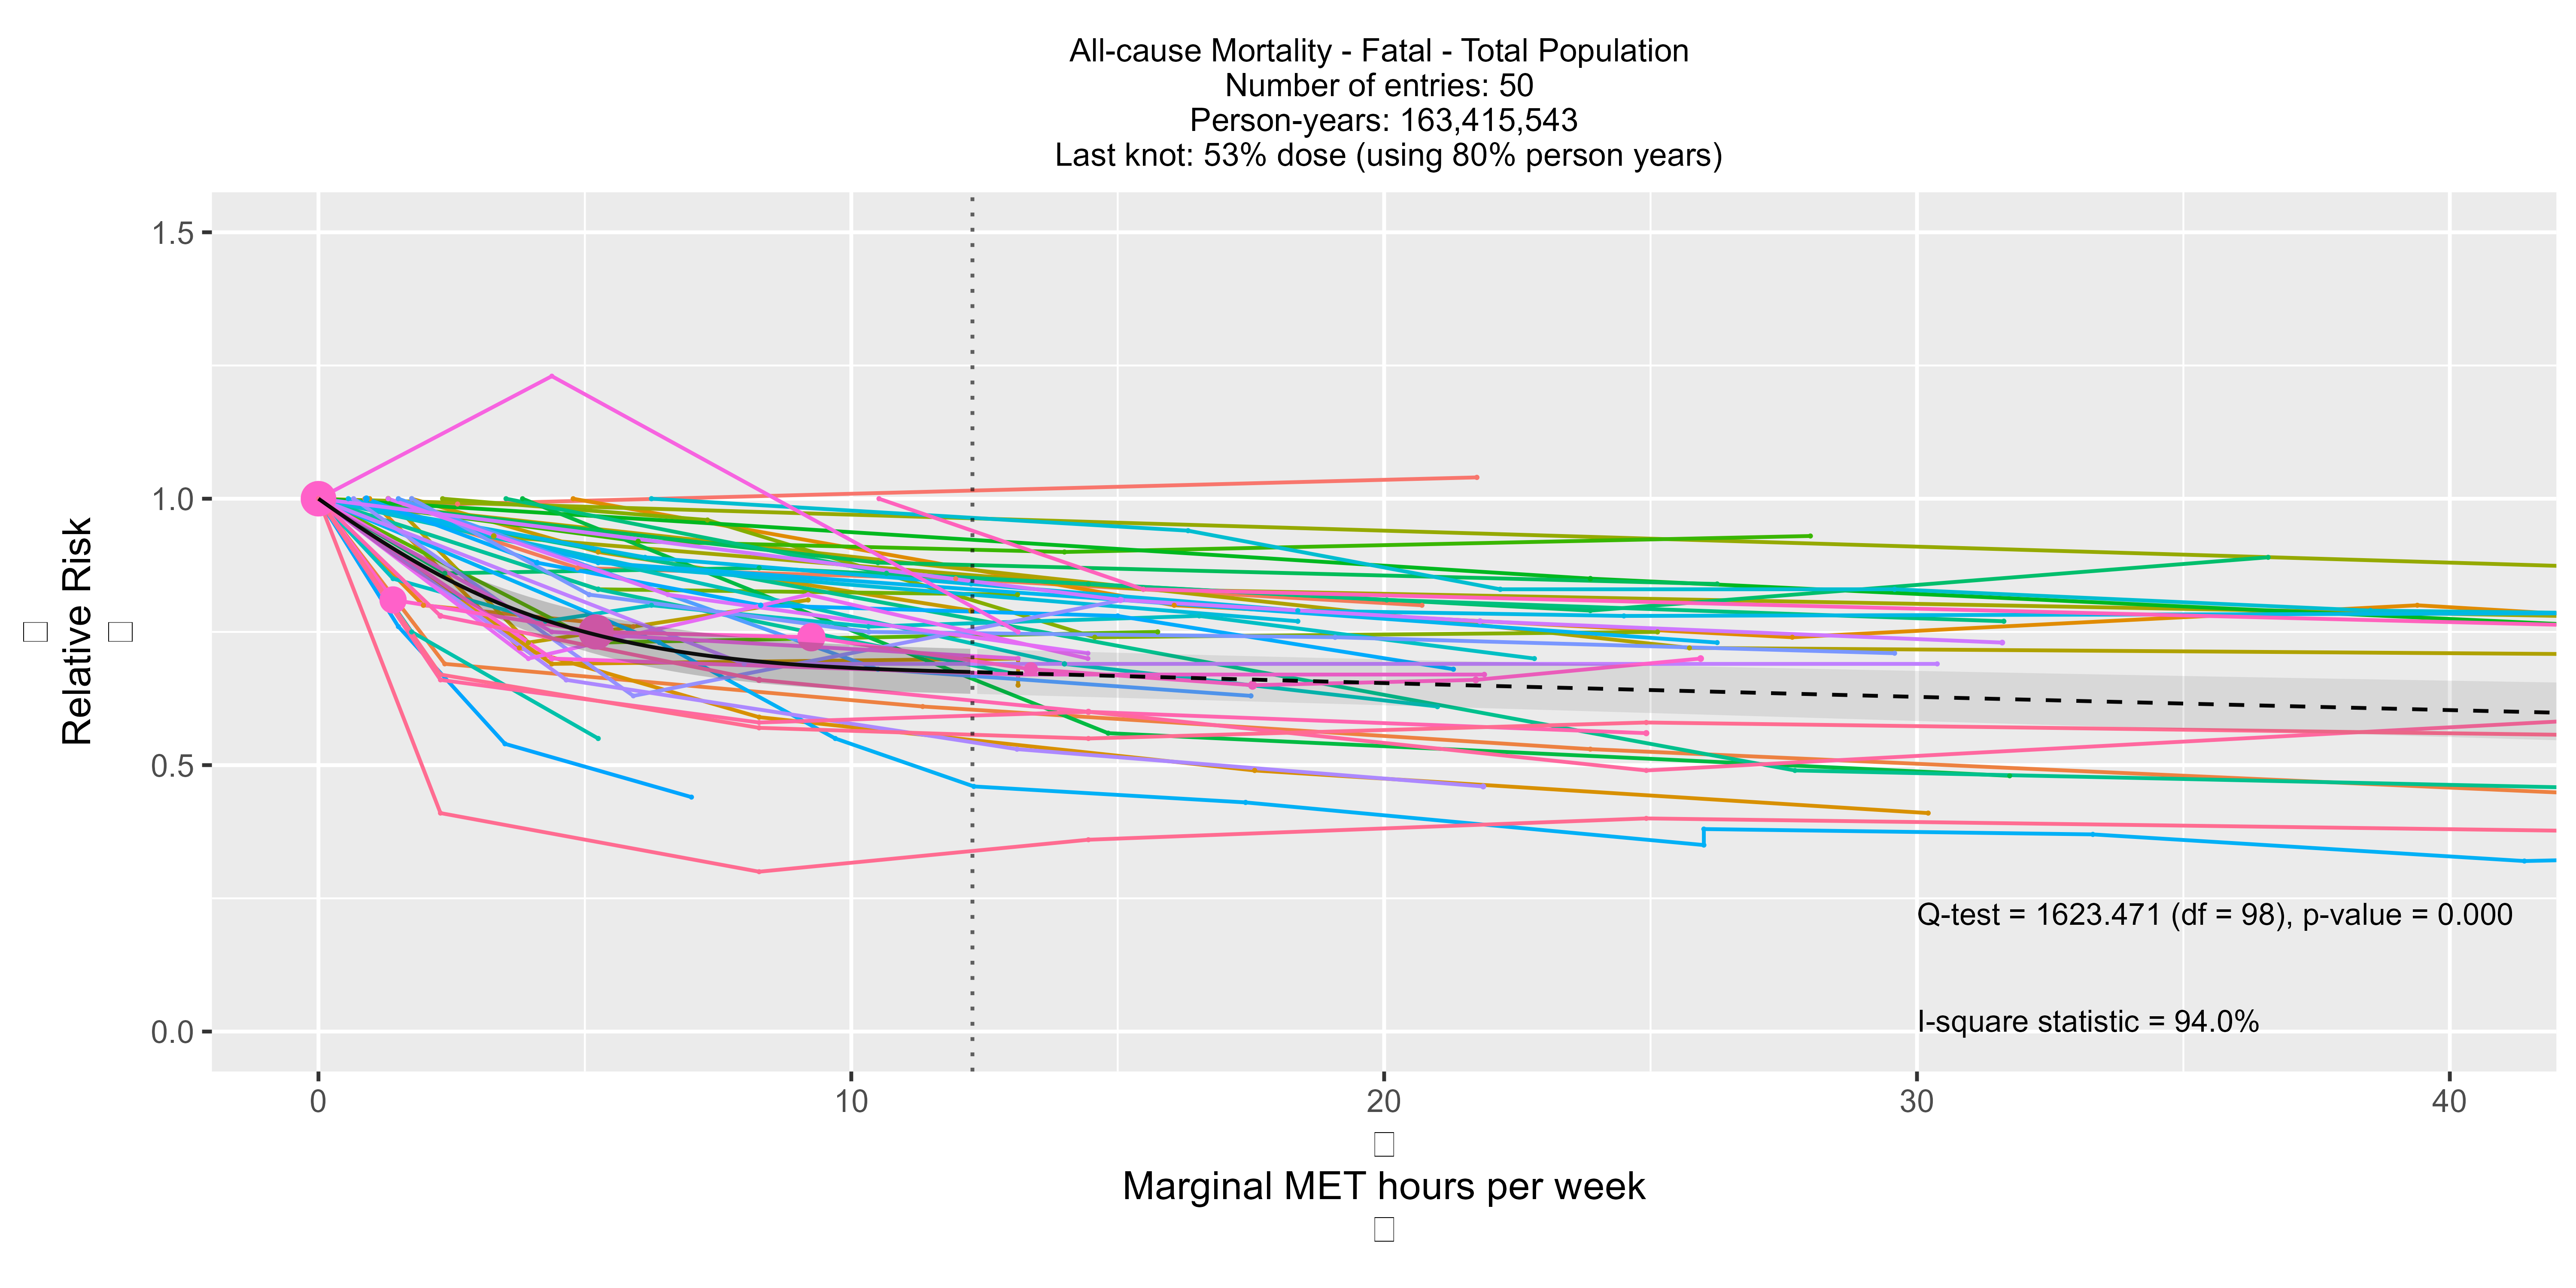 All-cause Mortality - Fatal - Total Population
Number of entries: 50
Person-years: 163,415,543
Last knot: 53% dose (using 80% person years)
1.5
1.0
0.5
0.0
Relative Risk
Q-test = 1623.471 (df = 98), p-value = 0.000
I-square statistic = 94.0%
0 10 20 30 40
Marginal MET hours per week